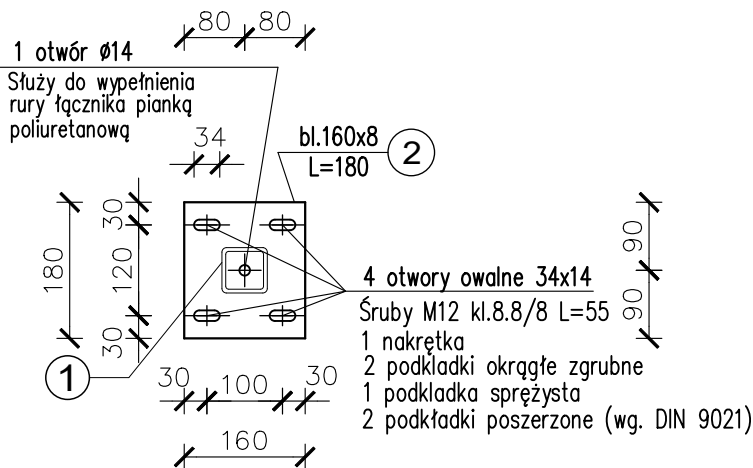 80 80
1 otwór ø14
Służy do wypełnienia
rury łącznika pianką
poliuretanową
34
bl.160x8
L=180
2
30
120
30
180
90
90
4 otwory owalne 34x14
Śruby M12 kl.8.8/8 L=55
1 nakrętka
2 podkladki okrągłe zgrubne
1 podkladka sprężysta
2 podkładki poszerzone (wg. DIN 9021)
1
30 100 30
160